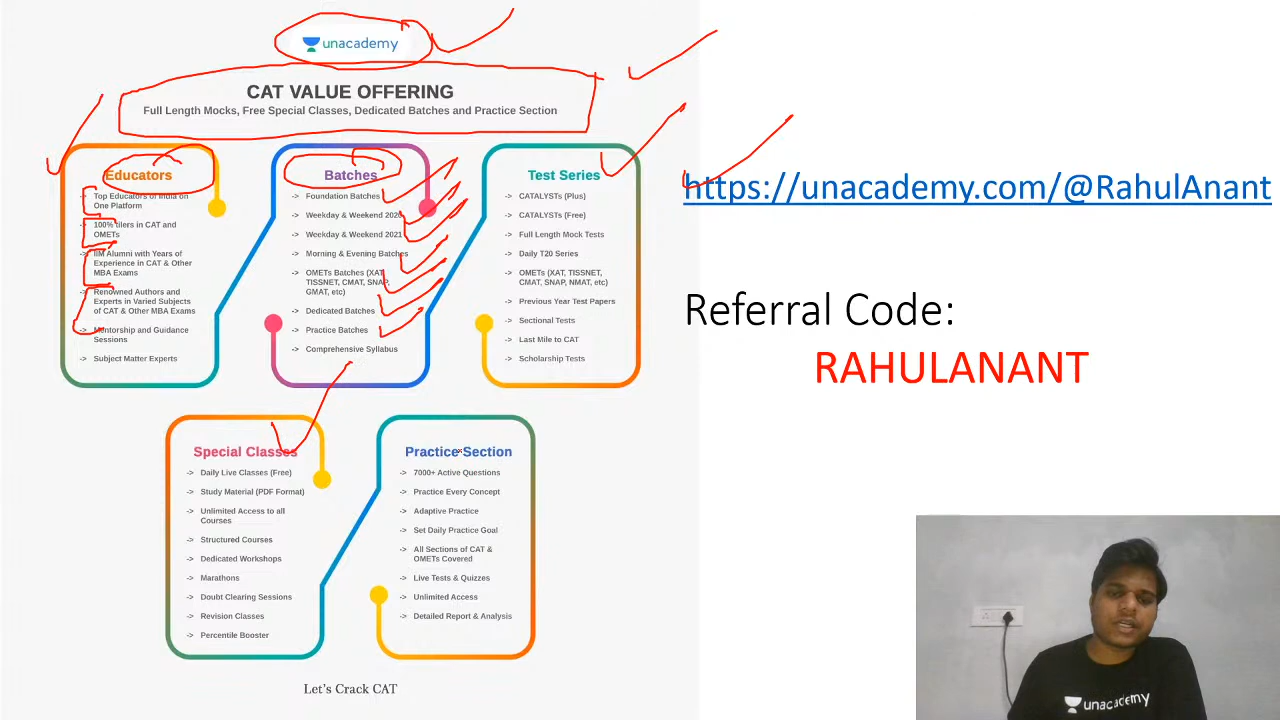 unacademy
CAT VALUE OFFERING
Full Length Mocks, Free Special Classes, Dedicated Batches and Practice Section
Educators
-> Top Educators of India on
One Platform
-> 100%tilers in CAT and
OMETs
-> IIM Alumni with Years of
Experience in CAT & Other
MBA Exams
-> Renowned Authors and
Experts in Varied Subjects
of CAT & Other MBA Exams
-> Mentorship and Guidance
Sessions
-> Subject Matter Experts
Batches
-> Foundation Batches
-> Weekday & Weekend 2020
-> Weekday & Weekend 2021
-> Morning & Evening Batches
-> OMETs Batches (XAT,
TISSNET, CMAT, SNAP,
GMAT, etc)
-> Dedicated Batches
-> Practice Batches
-> Comprehensive Syllabus
Test Series
-> CATALYSTs (Plus)
-> CATALYSTs (Free)
-> Full Length Mock Tests
-> Daily T20 Series
-> OMETs (XAT, TISSNET,
CMAT, SNAP, NMAT, etc)
-> Previous Year Test Papers
-> Sectional Tests
-> Last Mile to CAT
-> Scholarship Tests
Special Classes
-> Daily Live Classes (Free)
-> Study Material (PDF Format)
-> Unlimited Access to all
Courses
-> Structured Courses
-> Dedicated Workshops
-> Marathons
-> Doubt Clearing Sessions
-> Revision Classes
-> Percentile Booster
Practice Section
-> 7000+ Active Questions
-> Practice Every Concept
-> Adaptive Practice
-> Set Daily Practice Goal
-> All Sections of CAT &
OMETs Covered
-> Live Tests & Quizzes
-> Unlimited Access
-> Detailed Report & Analysis
Let's Crack CAT
https://unacademy.com/@RahulAnant
Referral Code:
RAHULANANT
unacademy